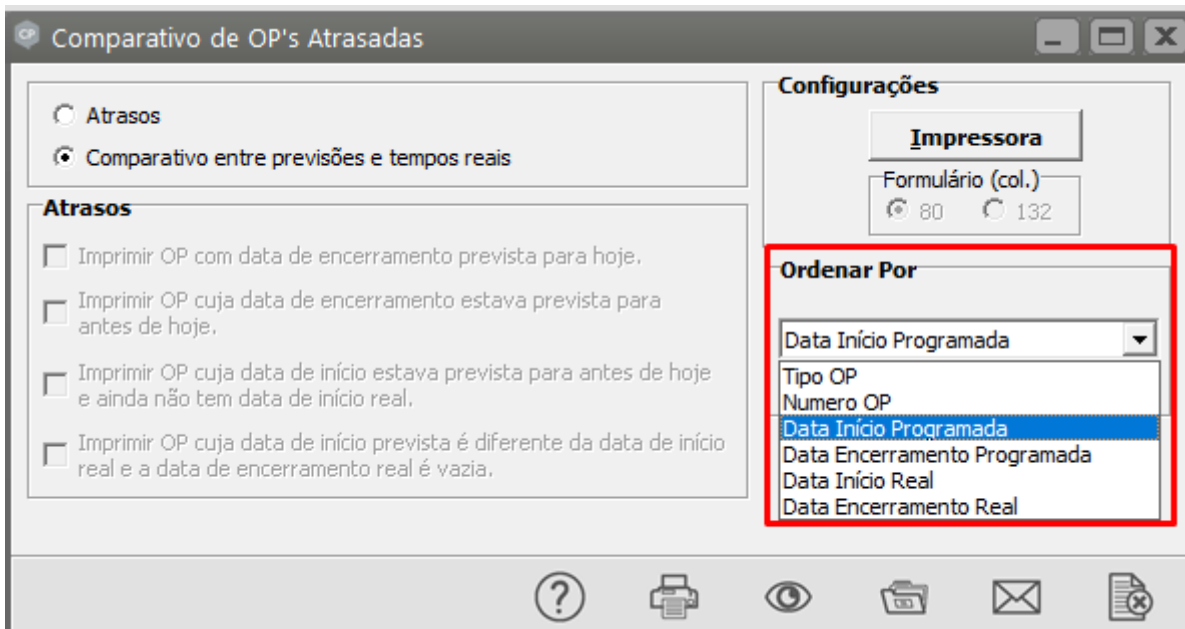 CP Comparativo de OP's Atrasadas
Atrasos
Comparativo entre previsões e tempos reais
Configurações
Impressora
Formulário (col.)
80 132
Atrasos
Imprimir OP com data de encerramento prevista para hoje.
Imprimir OP cuja data de encerramento estava prevista para
antes de hoje.
Imprimir OP cuja data de início estava prevista para antes de hoje
e ainda não tem data de início real.
Imprimir OP cuja data de início prevista é diferente da data de início
real e a data de encerramento real é vazia.
Ordenar Por
Data Início Programada
Tipo OP
Numero OP
Data Início Programada
Data Encerramento Programada
Data Início Real
Data Encerramento Real